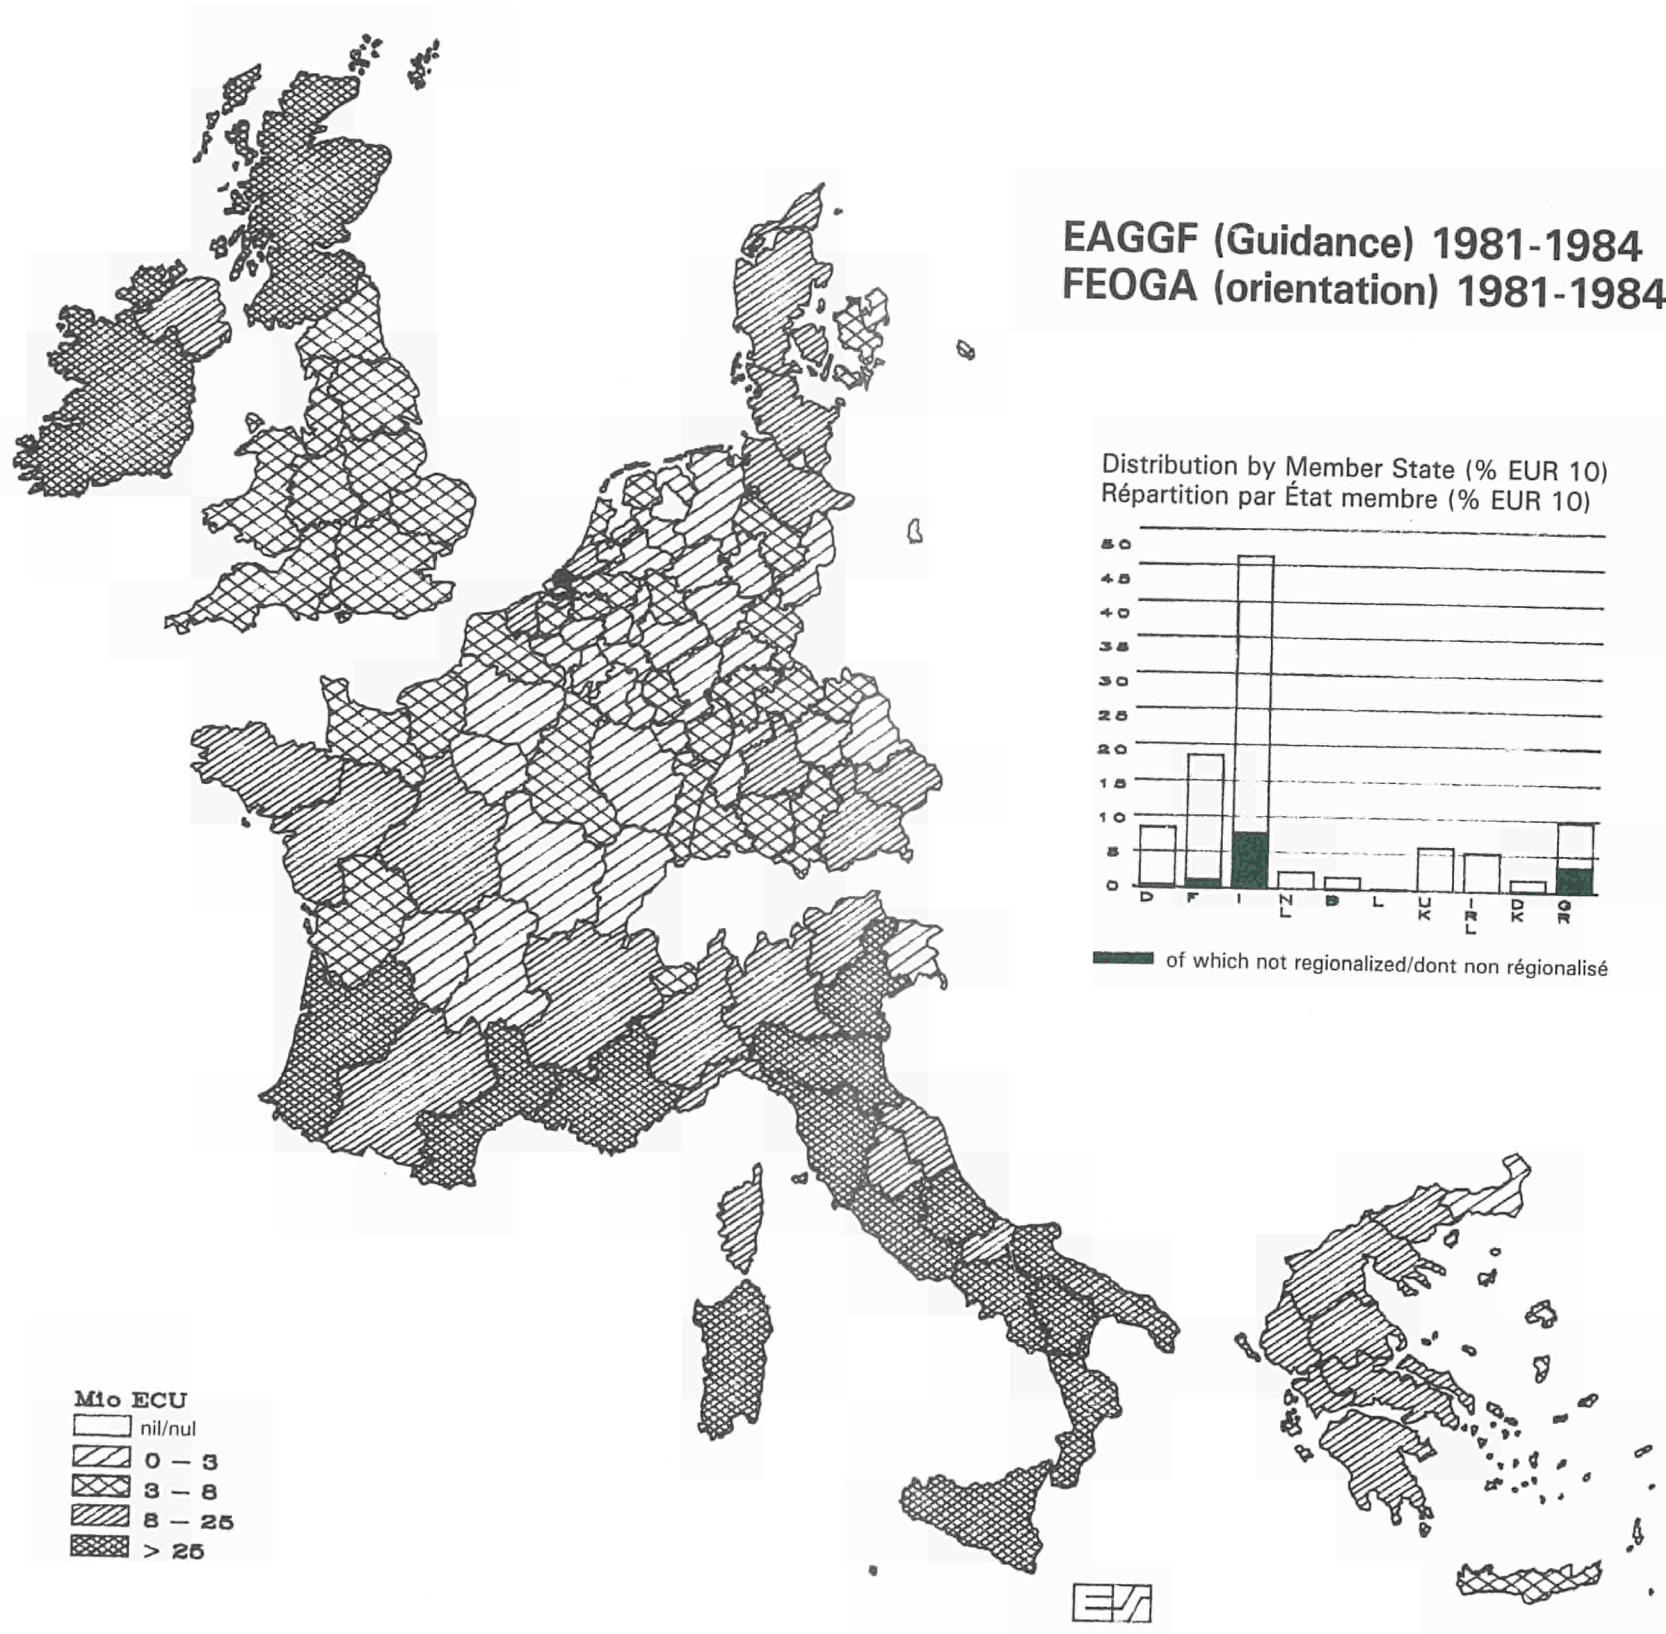 EAGGF (Guidance) 1981-1984
FEOGA (orientation) 1981-1984
Distribution by Member State (% EUR 10)
Répartition par État membre (% EUR 10)
50
45
40
35
30
25
20
15
10
5
0
D F I NL B L UK IRL DK GR
of which not regionalized/dont non régionalisé
Mio ECU
nil/nul
0 – 3
3 – 8
8 – 25
> 25